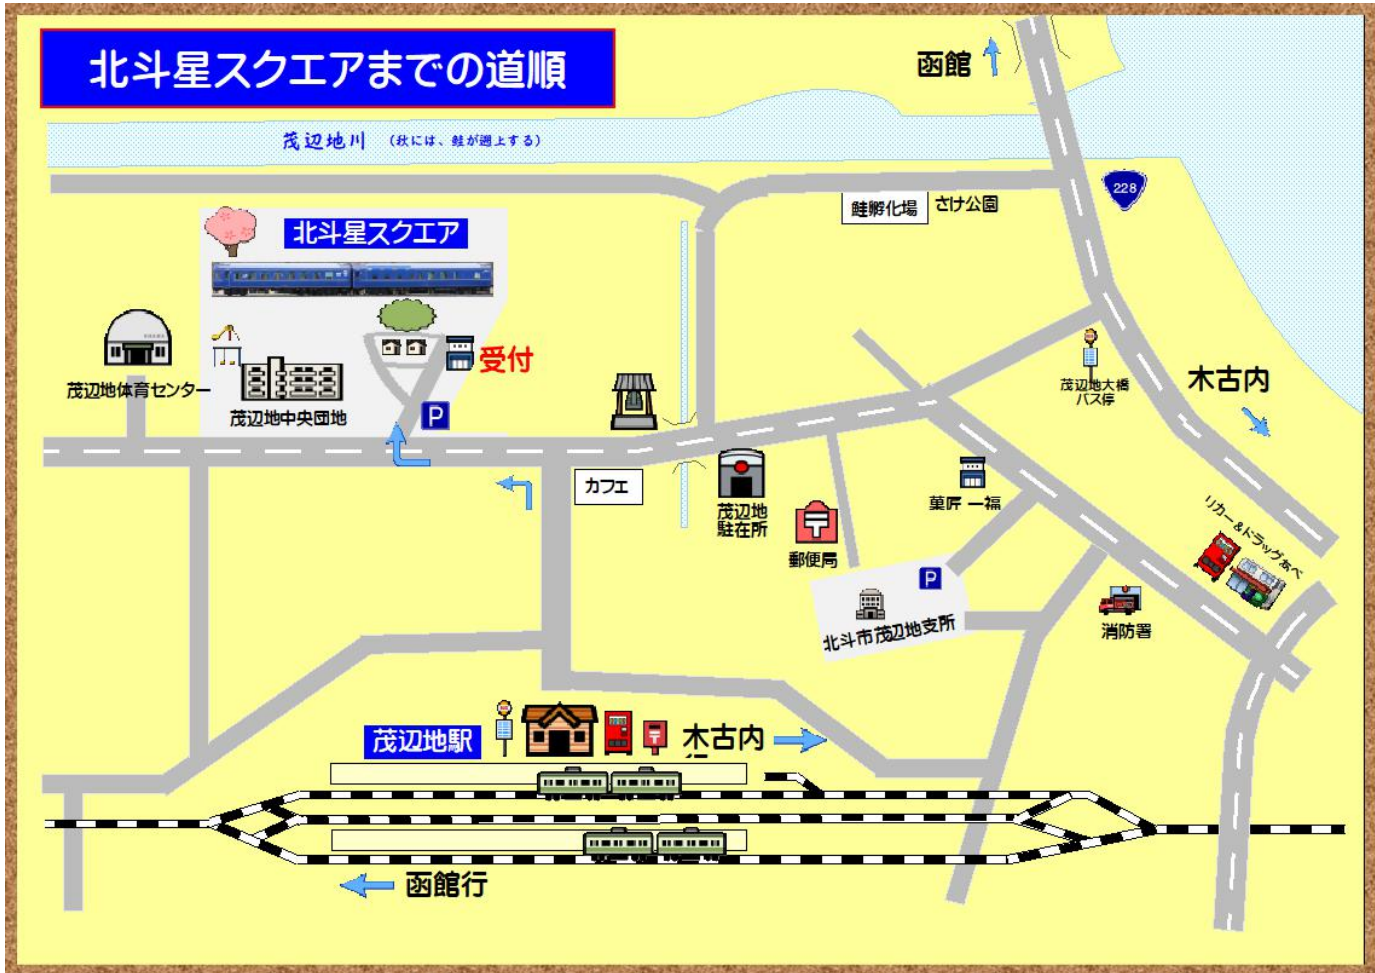 北斗星スクエアまでの道順
函館
茂辺地川 (秋には、鮭が遡上する)
228
鮭孵化場
さけ公園
北斗星スクエア
茂辺地体育センター
茂辺地中央団地
受付
P
茂辺地大橋
バス停
木古内
カフェ
茂辺地
駐在所
郵便局
菓匠 一福
リカー&ドラッグあべ
P
北斗市茂辺地支所
消防署
茂辺地駅
木古内
函館行